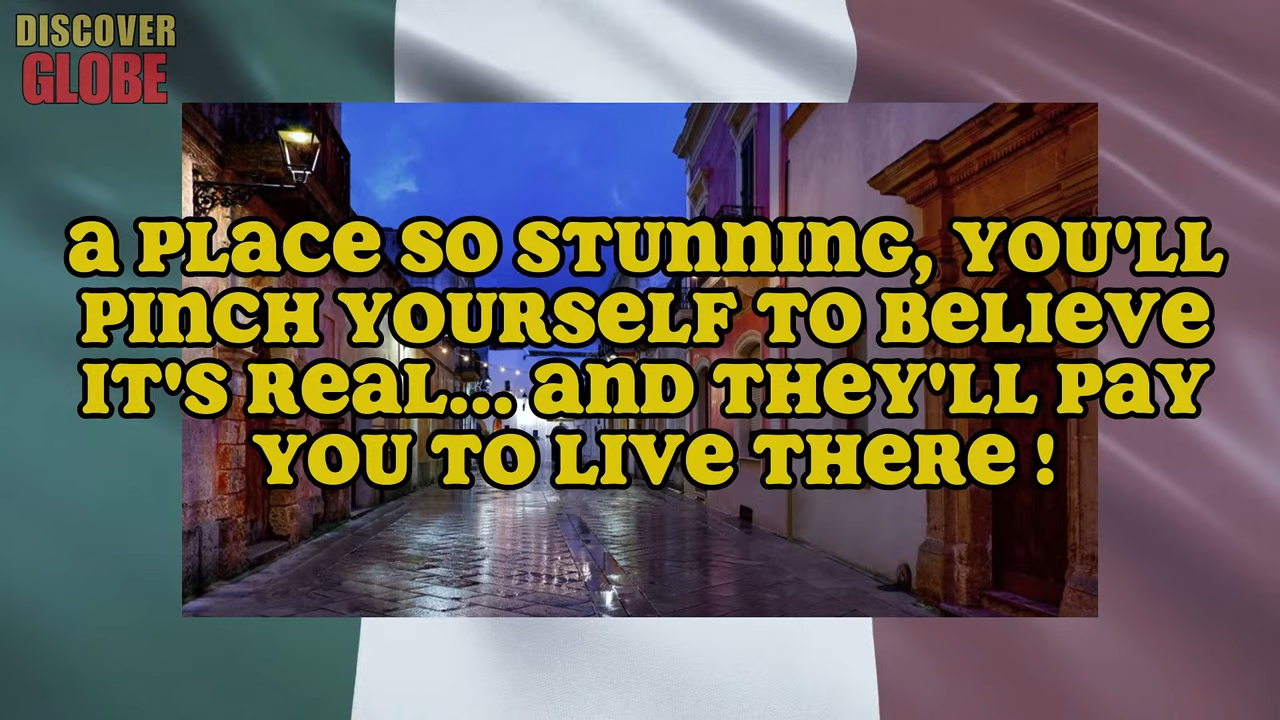 DISCOVER
GLOBE
a PLace SO STUnnInG, YOU'LL
PInCH YOURSeLF TO BeLIeVe
IT'S ReaL... anD THeY'LL Pay
YOU TO LIVe THeRe !